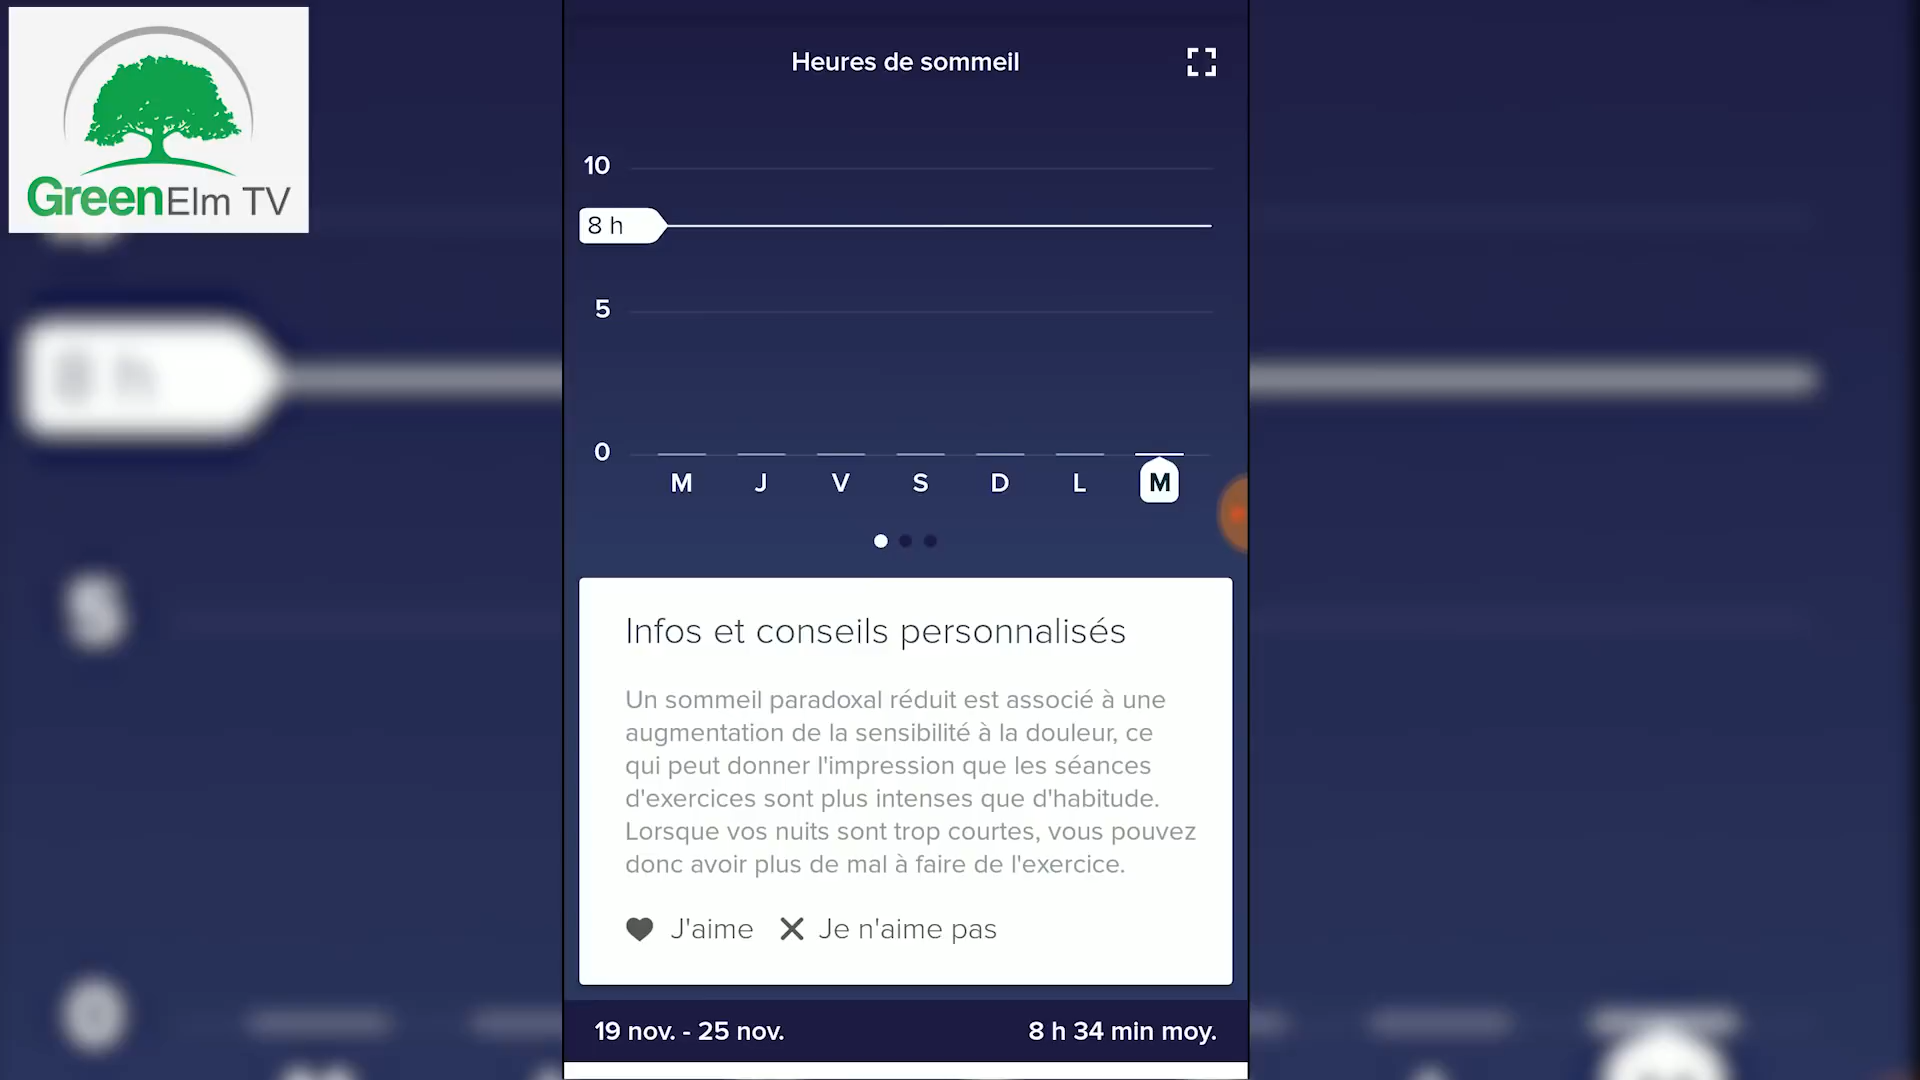 GreenElm TV
Heures de sommeil
10
8 h
5
0
M J V S D L M
Infos et conseils personnalisés
Un sommeil paradoxal réduit est associé à une
augmentation de la sensibilité à la douleur, ce
qui peut donner l'impression que les séances
d'exercices sont plus intenses que d'habitude.
Lorsque vos nuits sont trop courtes, vous pouvez
donc avoir plus de mal à faire de l'exercice.
J'aime Je n'aime pas
19 nov. - 25 nov. 8 h 34 min moy.